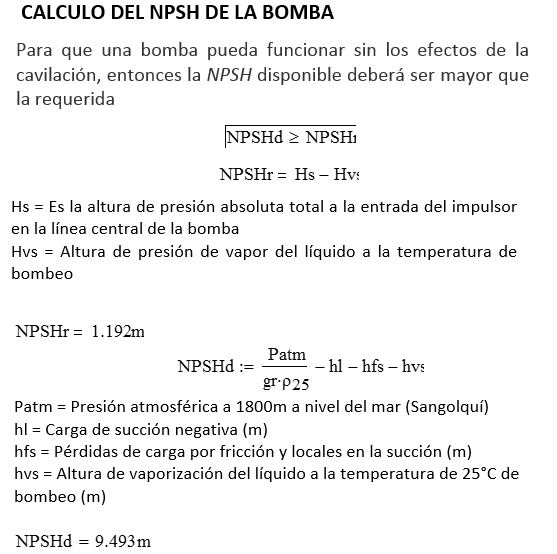 CALCULO DEL NPSH DE LA BOMBA
Para que una bomba pueda funcionar sin los efectos de la
cavilación, entonces la NPSH disponible deberá ser mayor que
la requerida
NPSHd ≥ NPSHr
NPSHr = Hs − Hvs
Hs = Es la altura de presión absoluta total a la entrada del impulsor
en la línea central de la bomba
Hvs = Altura de presión de vapor del líquido a la temperatura de
bombeo
NPSHr = 1.192m
NPSHd := Patm / gr·ρ25 − hl − hfs − hvs
Patm = Presión atmosférica a 1800m a nivel del mar (Sangolquí)
hl = Carga de succión negativa (m)
hfs = Pérdidas de carga por fricción y locales en la succión (m)
hvs = Altura de vaporización del líquido a la temperatura de 25°C de
bombeo (m)
NPSHd = 9.493m